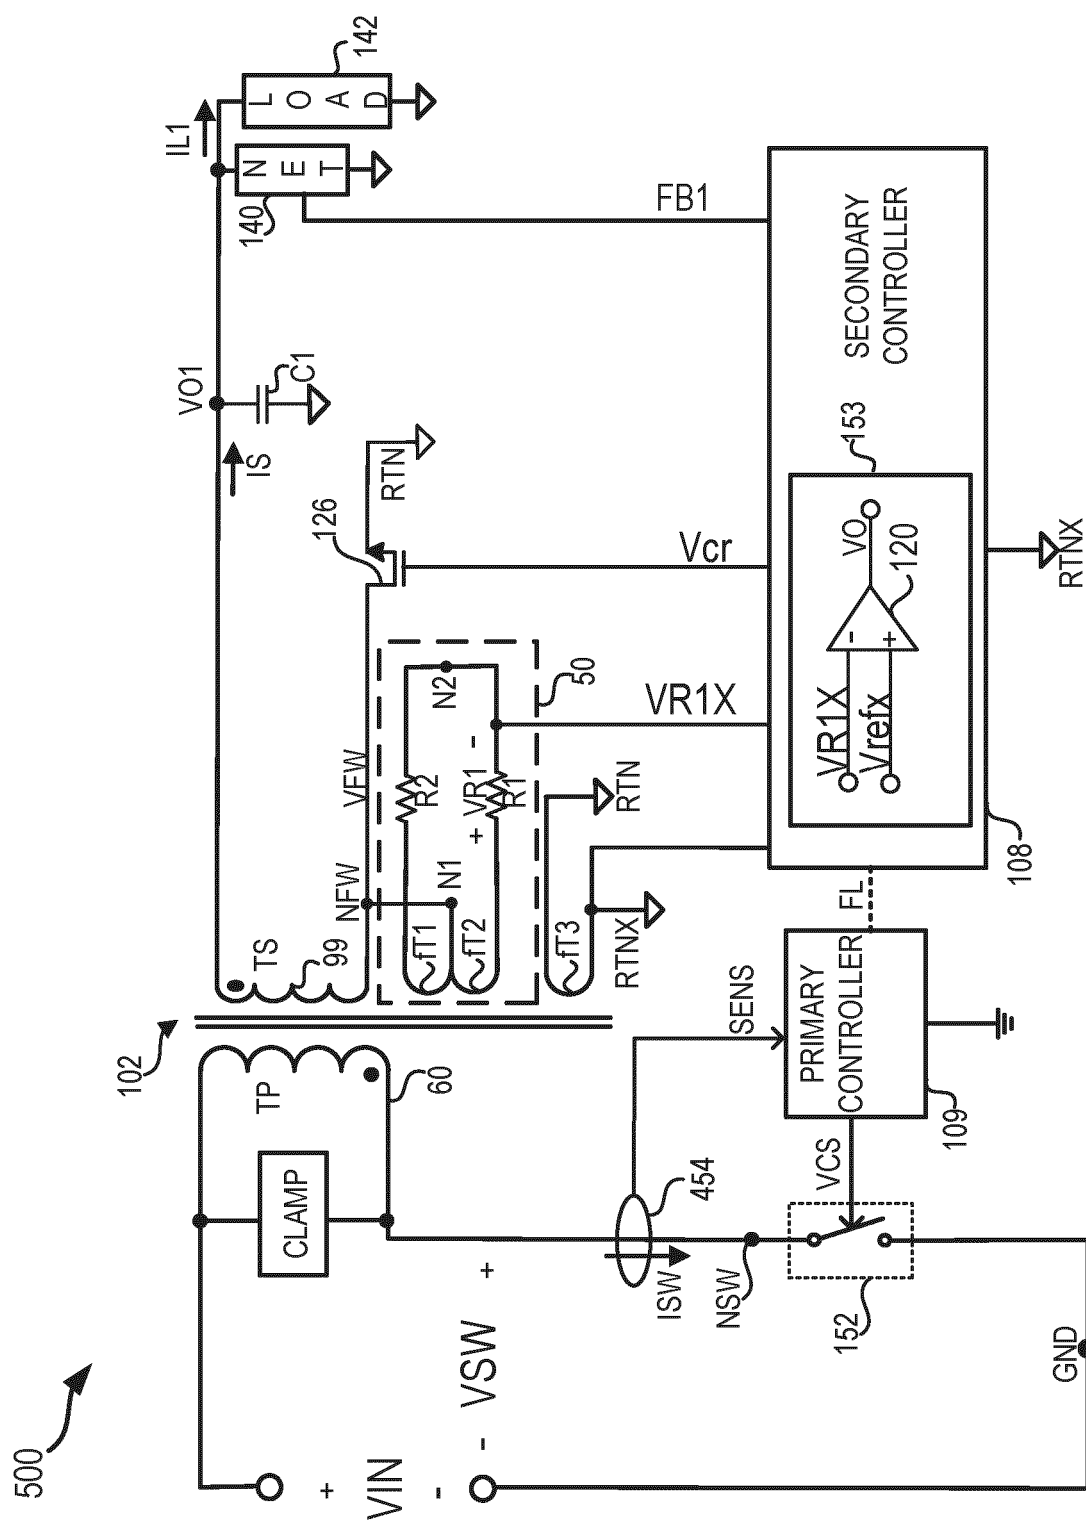 500
102
TP
CLAMP
60
+
VIN
-
- VSW +
TS
99
NFW
VFW
IS
VO1
C1
IL1
140
NET
LOAD
142
126
RTN
fT1
fT2
N1
R2
+ VR1 -
R1
N2
50
fT3
RTN
RTNX
VR1X
Vcr
FB1
454
ISW
SENS
NSW
152
VCS
PRIMARY
CONTROLLER
109
FL
108
VR1X
Vrefx
-
+
VO
120
153
SECONDARY
CONTROLLER
RTNX
GND